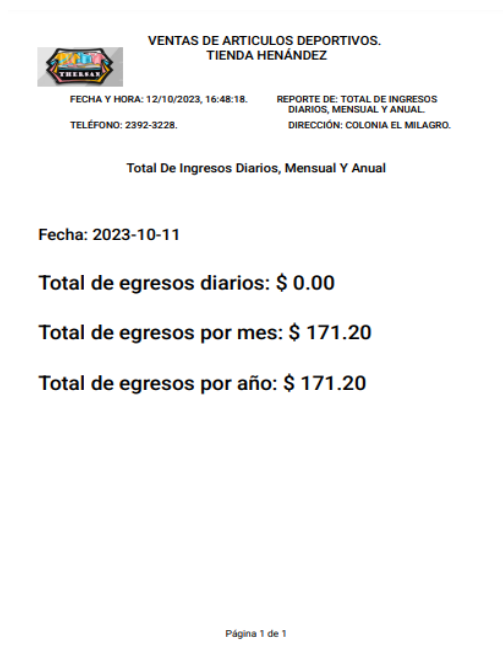 VENTAS DE ARTICULOS DEPORTIVOS.
TIENDA HENÁNDEZ
THERSAN
FECHA Y HORA: 12/10/2023, 16:48:18.
REPORTE DE: TOTAL DE INGRESOS
DIARIOS, MENSUAL Y ANUAL.
TELÉFONO: 2392-3228.
DIRECCIÓN: COLONIA EL MILAGRO.
Total De Ingresos Diarios, Mensual Y Anual
Fecha: 2023-10-11
Total de egresos diarios: $ 0.00
Total de egresos por mes: $ 171.20
Total de egresos por año: $ 171.20
Página 1 de 1